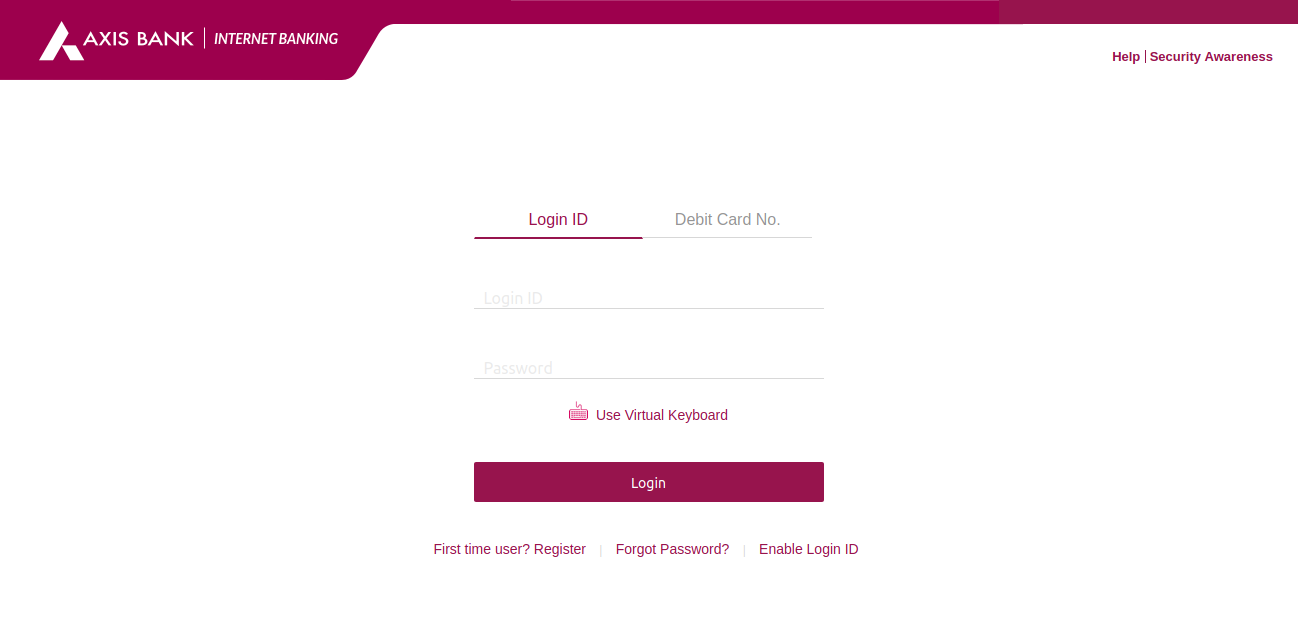 AXIS BANK | INTERNET BANKING
Help | Security Awareness
Login ID Debit Card No.
Login ID
Password
Use Virtual Keyboard
Login
First time user? Register | Forgot Password? | Enable Login ID